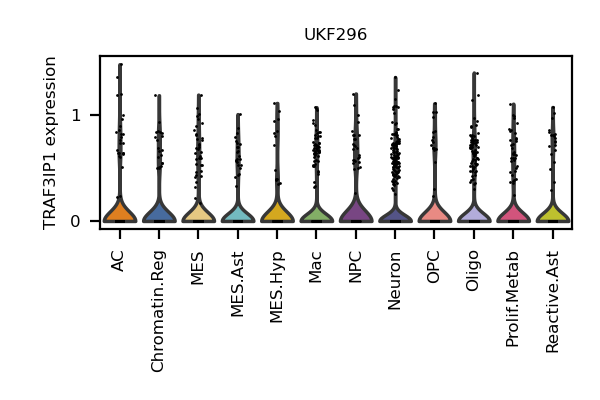 UKF296
TRAF3IP1 expression
1
0
AC
Chromatin.Reg
MES
MES.Ast
MES.Hyp
Mac
NPC
Neuron
OPC
Oligo
Prolif.Metab
Reactive.Ast